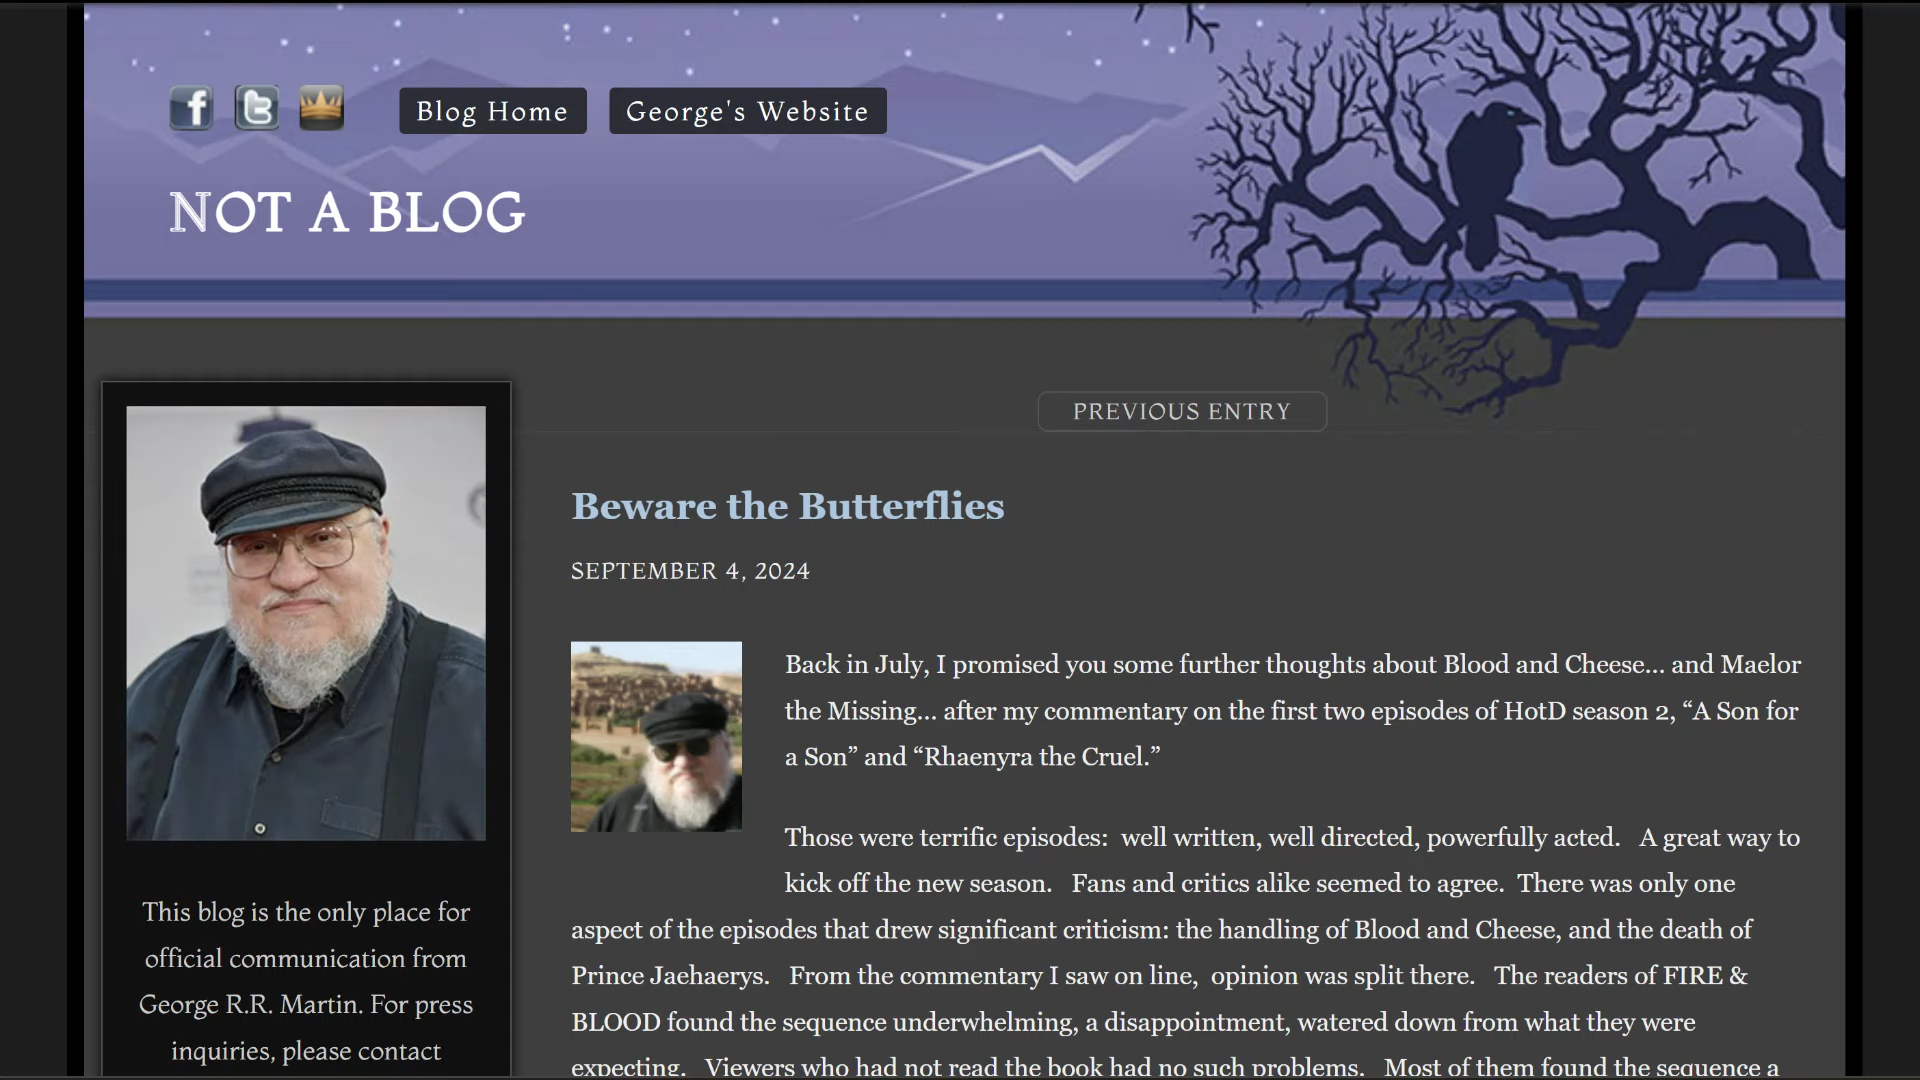 Blog Home
George's Website
NOT A BLOG
PREVIOUS ENTRY
Beware the Butterflies
SEPTEMBER 4, 2024
Back in July, I promised you some further thoughts about Blood and Cheese… and Maelor
the Missing… after my commentary on the first two episodes of HotD season 2, “A Son for
a Son” and “Rhaenyra the Cruel.”
Those were terrific episodes:  well written, well directed, powerfully acted.   A great way to
kick off the new season.   Fans and critics alike seemed to agree.  There was only one
aspect of the episodes that drew significant criticism: the handling of Blood and Cheese, and the death of
Prince Jaehaerys.   From the commentary I saw on line,  opinion was split there.   The readers of FIRE &
BLOOD found the sequence underwhelming, a disappointment, watered down from what they were
expecting.   Viewers who had not read the book had no such problems.   Most of them found the sequence a
This blog is the only place for
official communication from
George R.R. Martin. For press
inquiries, please contact